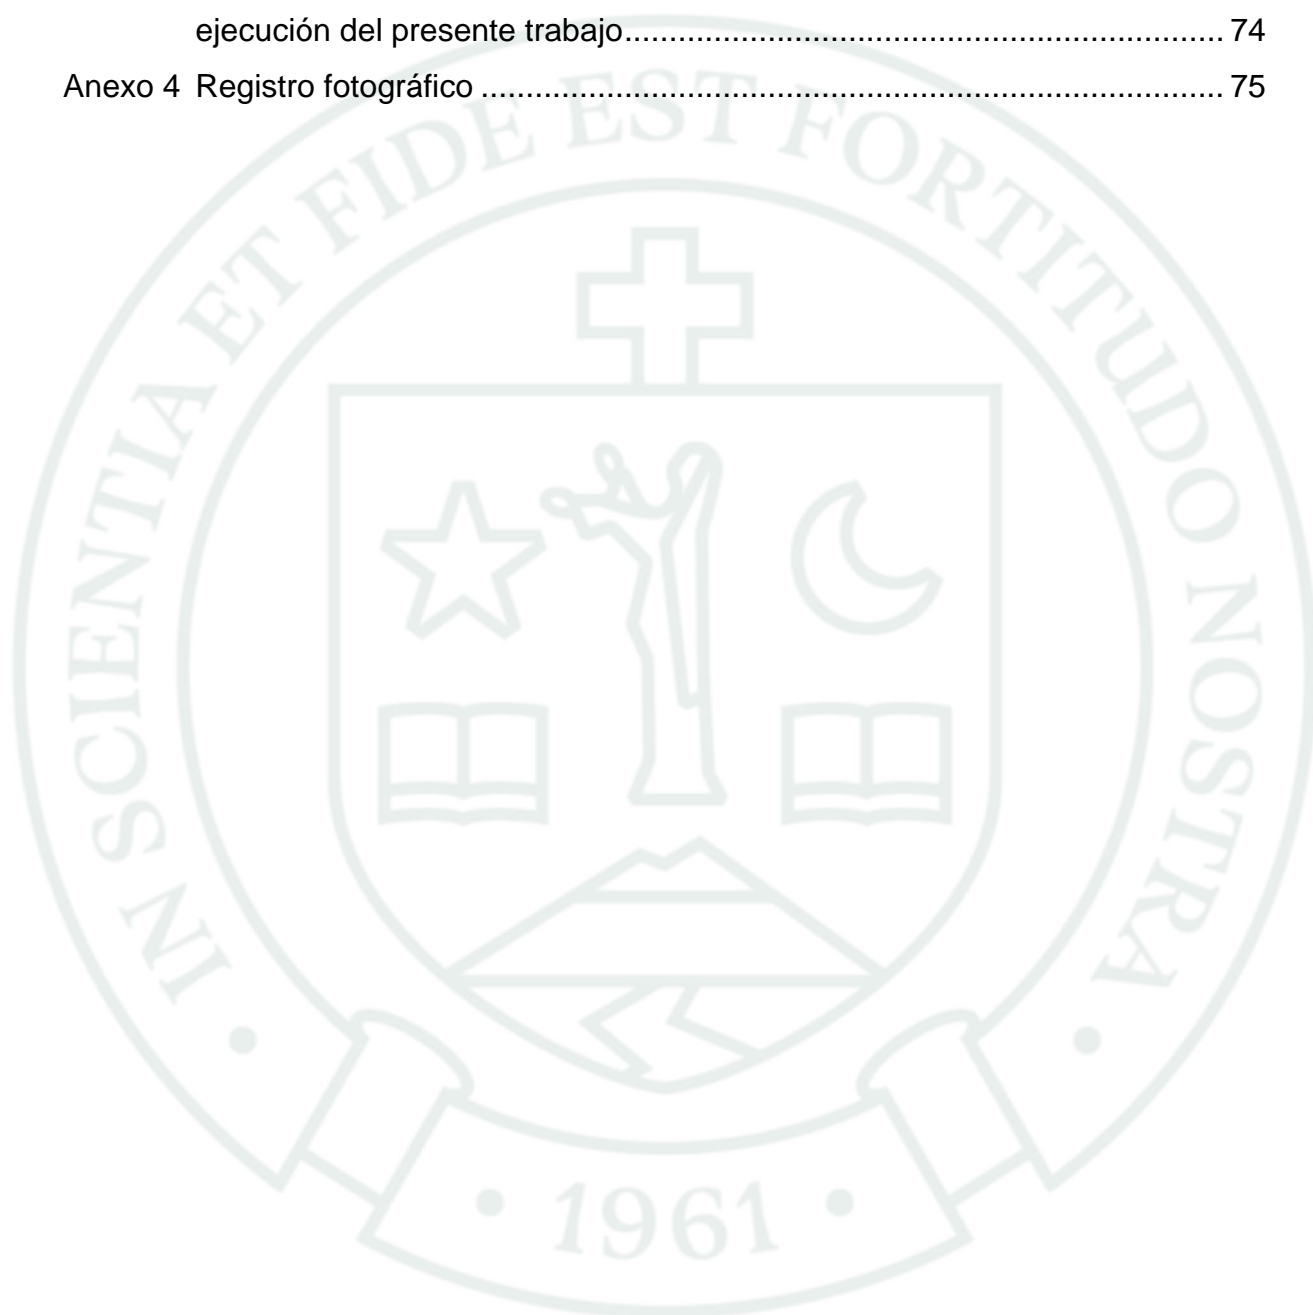 ejecución del presente trabajo................................................................... 74
Anexo 4 Registro fotográfico ................................................................................... 75
IN SCIENTIA ET FIDE EST FORTITUDO NOSTRA
• 1961 •